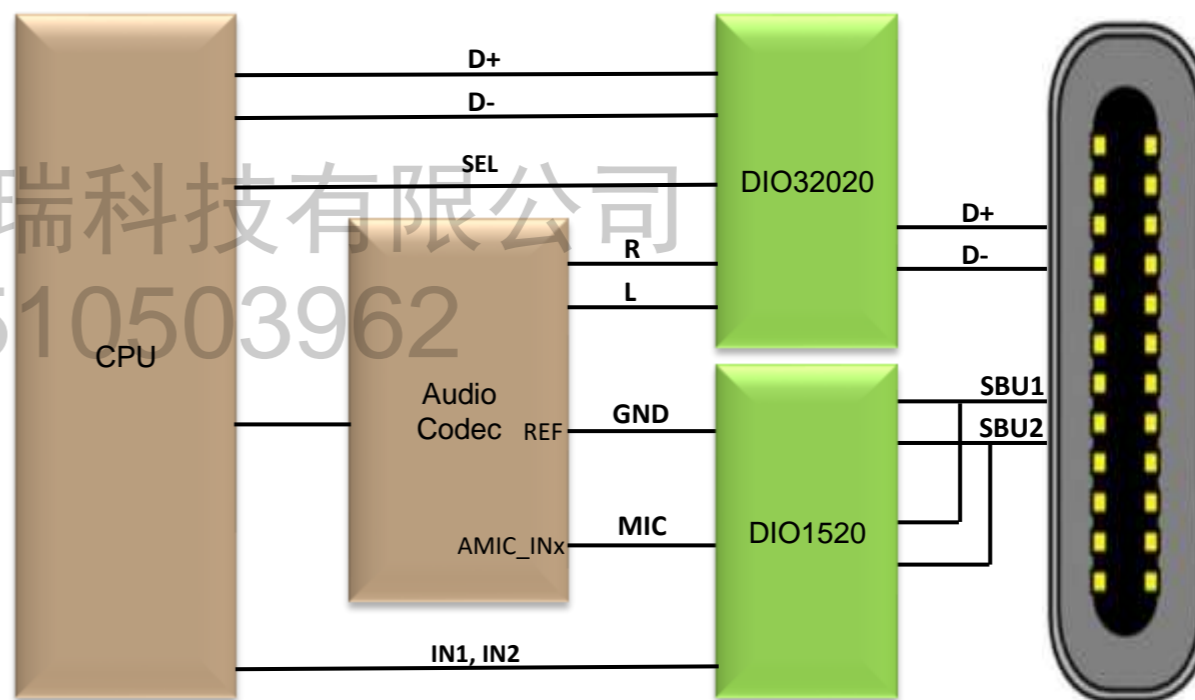 D+
D-
SEL
瑞科技有限公司
510503962
CPU
Audio
Codec
REF
AMIC_INx
R
L
GND
MIC
IN1, IN2
DIO32020
DIO1520
D+
D-
SBU1
SBU2